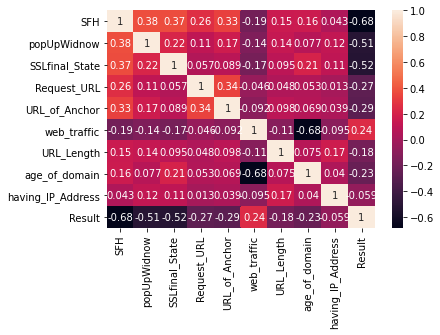 SFH 1 0.38 0.37 0.26 0.33 -0.19 0.15 0.16 0.043 -0.68
popUpWidnow 0.38 1 0.22 0.11 0.17 -0.14 0.14 0.077 0.12 -0.51
SSLfinal_State 0.37 0.22 1 0.057 0.089 -0.17 0.095 0.21 0.11 -0.52
Request_URL 0.26 0.11 0.057 1 0.34 -0.046 0.048 0.053 0.013 -0.27
URL_of_Anchor 0.33 0.17 0.089 0.34 1 -0.092 0.098 0.069 0.039 -0.29
web_traffic -0.19 -0.14 -0.17 -0.046 -0.092 1 -0.11 -0.68 -0.095 0.24
URL_Length 0.15 0.14 0.095 0.048 0.098 -0.11 1 0.075 0.17 -0.18
age_of_domain 0.16 0.077 0.21 0.053 0.069 -0.68 0.075 1 0.04 -0.23
having_IP_Address 0.043 0.12 0.11 0.013 0.039 -0.095 0.17 0.04 1 -0.059
Result -0.68 -0.51 -0.52 -0.27 -0.29 0.24 -0.18 -0.23 -0.059 1
SFH
popUpWidnow
SSLfinal_State
Request_URL
URL_of_Anchor
web_traffic
URL_Length
age_of_domain
having_IP_Address
Result
1.0
0.8
0.6
0.4
0.2
0.0
−0.2
−0.4
−0.6